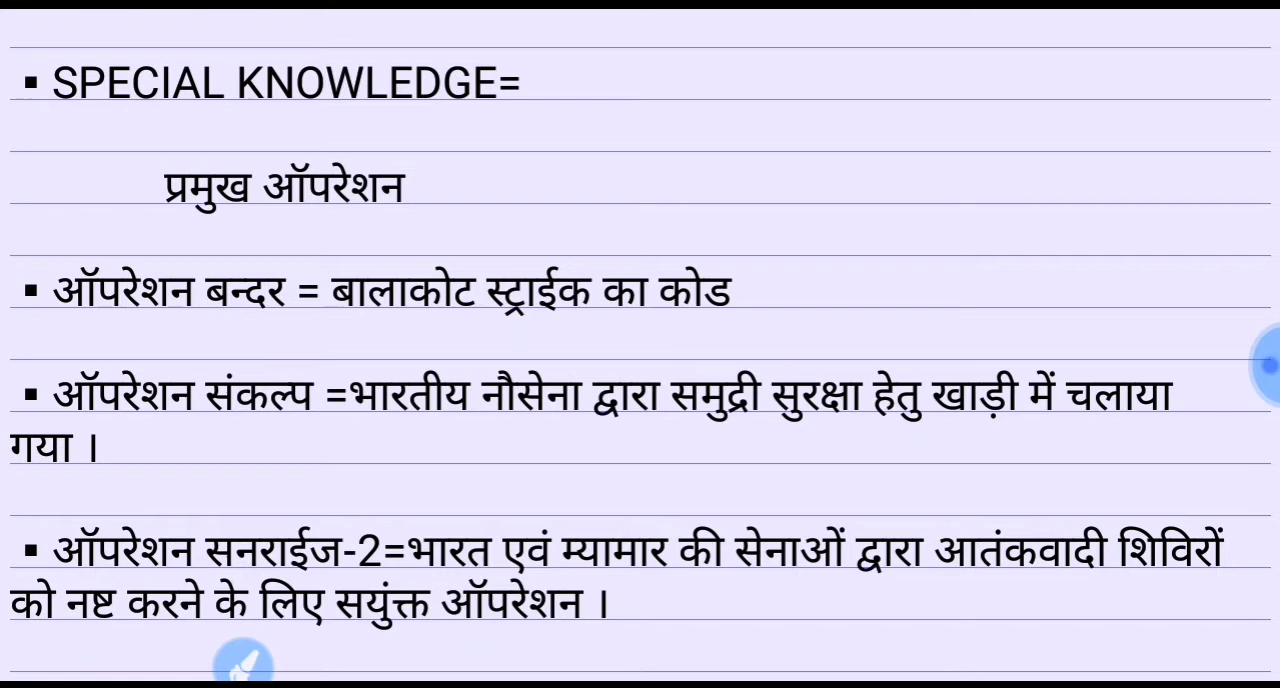 ▪ SPECIAL KNOWLEDGE=
प्रमुख ऑपरेशन
▪ ऑपरेशन बन्दर = बालाकोट स्ट्राईक का कोड
▪ ऑपरेशन संकल्प =भारतीय नौसेना द्वारा समुद्री सुरक्षा हेतु खाड़ी में चलाया
गया ।
▪ ऑपरेशन सनराईज-2=भारत एवं म्यामार की सेनाओं द्वारा आतंकवादी शिविरों
को नष्ट करने के लिए सयुंक्त ऑपरेशन ।